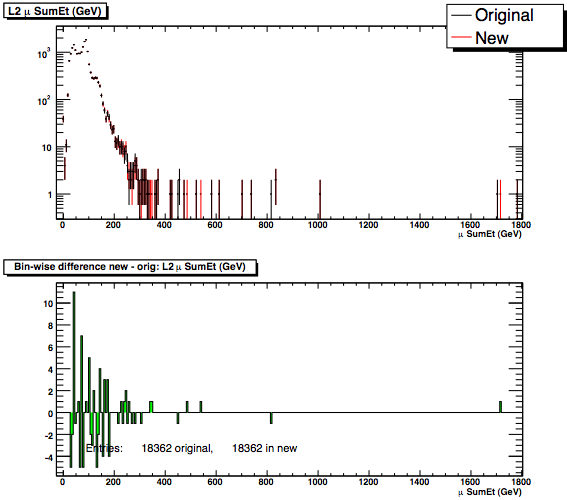 L2 μ SumEt (GeV)
Original
New
10³
10²
10
1
0 200 400 600 800 1000 1200 1400 1600 1800
μ SumEt (GeV)
Bin-wise difference new - orig: L2 μ SumEt (GeV)
10
8
6
4
2
0
-2
-4
Entries: 18362 original, 18362 in new
0 200 400 600 800 1000 1200 1400 1600 1800
μ SumEt (GeV)